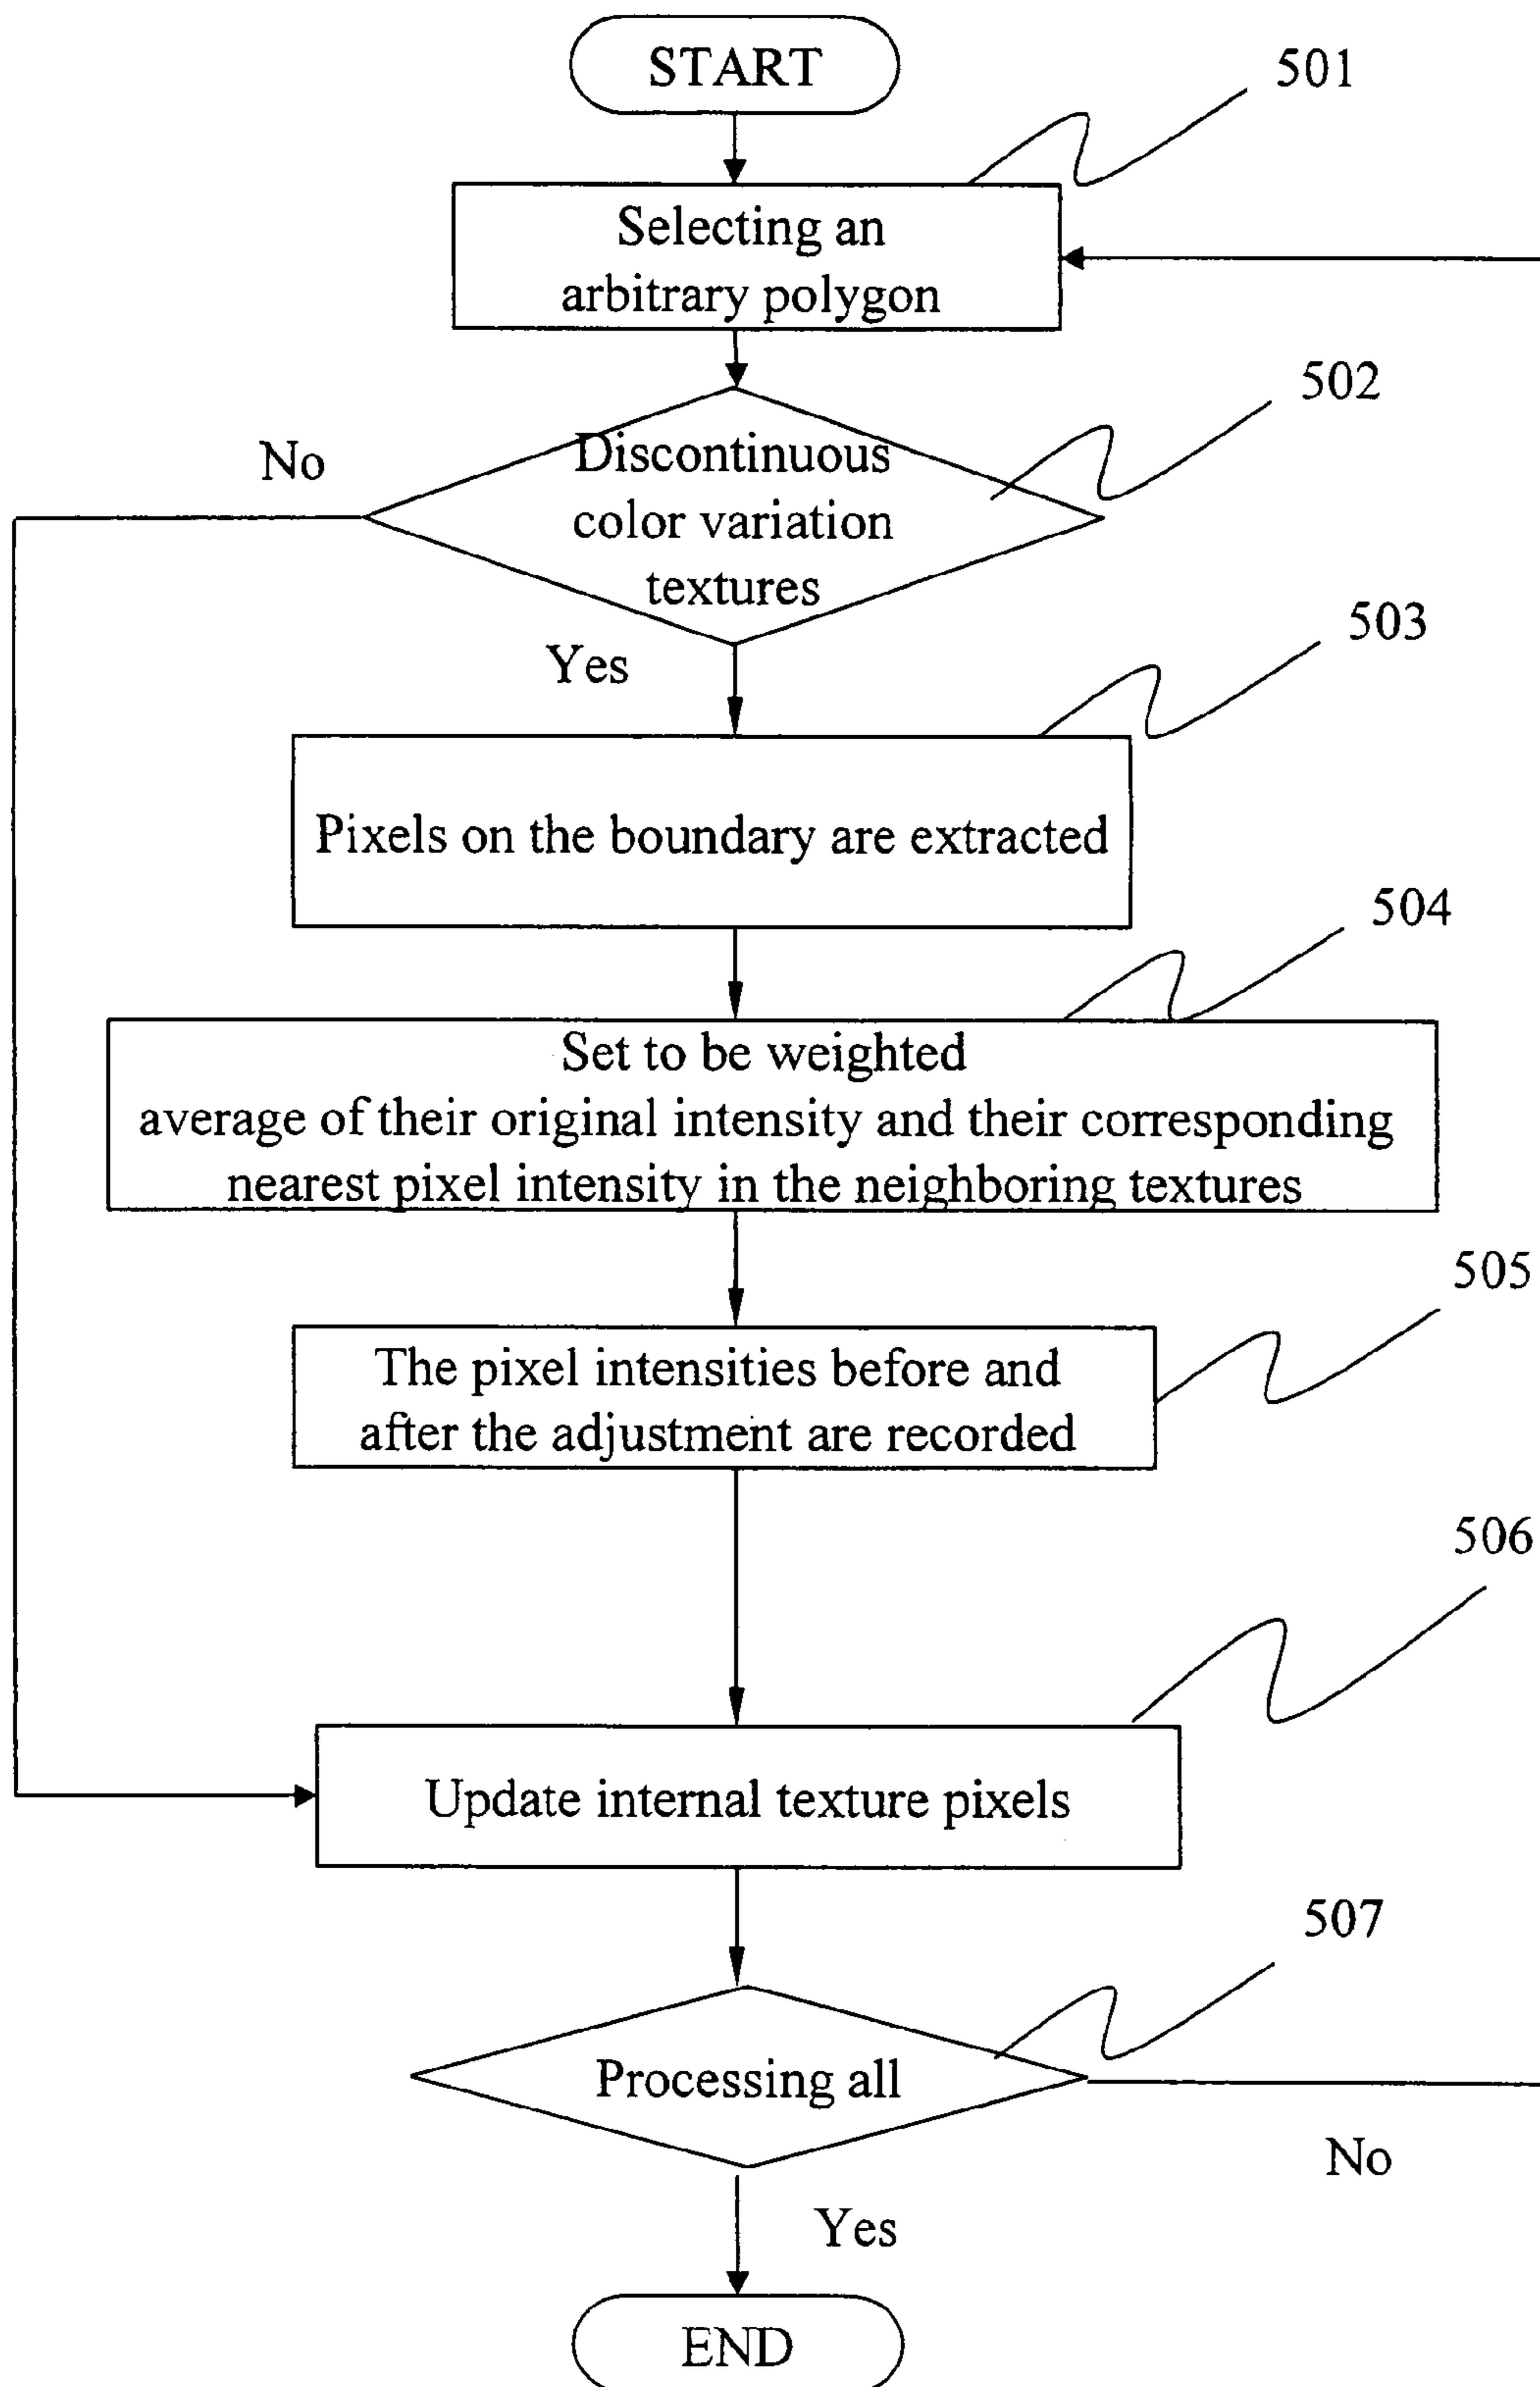 START
501
Selecting an
arbitrary polygon
502
No
Discontinuous
color variation
textures
503
Yes
Pixels on the boundary are extracted
504
Set to be weighted
average of their original intensity and their corresponding
nearest pixel intensity in the neighboring textures
505
The pixel intensities before and
after the adjustment are recorded
506
Update internal texture pixels
507
Processing all
No
Yes
END